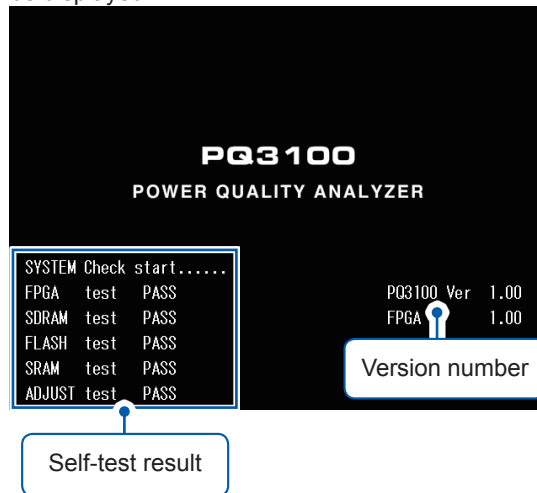 PQ3100
POWER QUALITY ANALYZER
SYSTEM Check start......
FPGA test PASS
SDRAM test PASS
FLASH test PASS
SRAM test PASS
ADJUST test PASS
PQ3100 Ver 1.00
FPGA 1.00
Version number
Self-test result